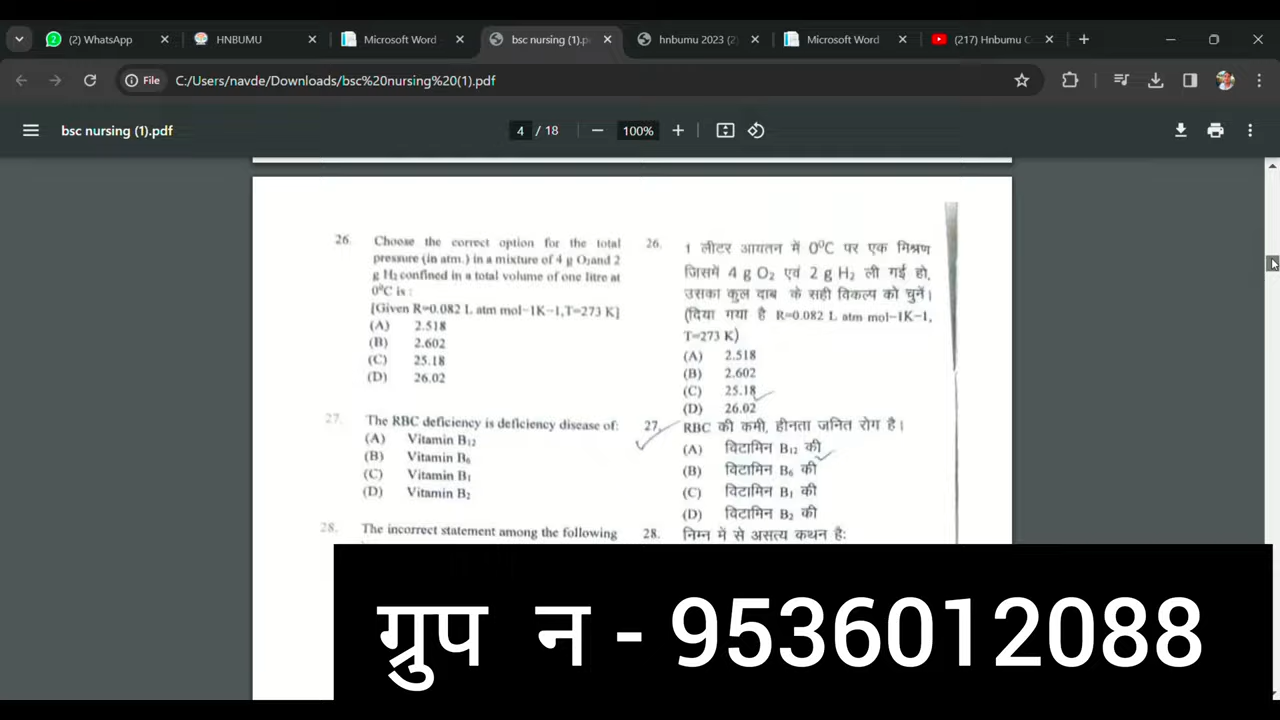 (2) WhatsApp
HNBUMU
Microsoft Word
bsc nursing (1).p
hnbumu 2023 (2)
Microsoft Word
(217) Hnbumu C
File
C:/Users/navde/Downloads/bsc%20nursing%20(1).pdf
bsc nursing (1).pdf
4 / 18
100%
26. Choose the correct option for the total
pressure (in atm.) in a mixture of 4 g O₂and 2
g H₂ confined in a total volume of one litre at
0⁰C is :
[Given R=0.082 L atm mol−1K−1,T=273 K]
(A) 2.518
(B) 2.602
(C) 25.18
(D) 26.02
27. The RBC deficiency is deficiency disease of:
(A) Vitamin B₁₂
(B) Vitamin B₆
(C) Vitamin B₁
(D) Vitamin B₂
28. The incorrect statement among the following
26. 1 लीटर आयतन में 0⁰C पर एक मिश्रण
जिसमें 4 g O₂ एवं 2 g H₂ ली गई हो,
उसका कुल दाब के सही विकल्प को चुनें।
(दिया गया है R=0.082 L atm mol−1K−1,
T=273 K)
(A) 2.518
(B) 2.602
(C) 25.18
(D) 26.02
27. RBC की कमी, हीनता जनित रोग है।
(A) विटामिन B₁₂ की
(B) विटामिन B₆ की
(C) विटामिन B₁ की
(D) विटामिन B₂ की
28. निम्न में से असत्य कथन है:
ग्रुप न - 9536012088